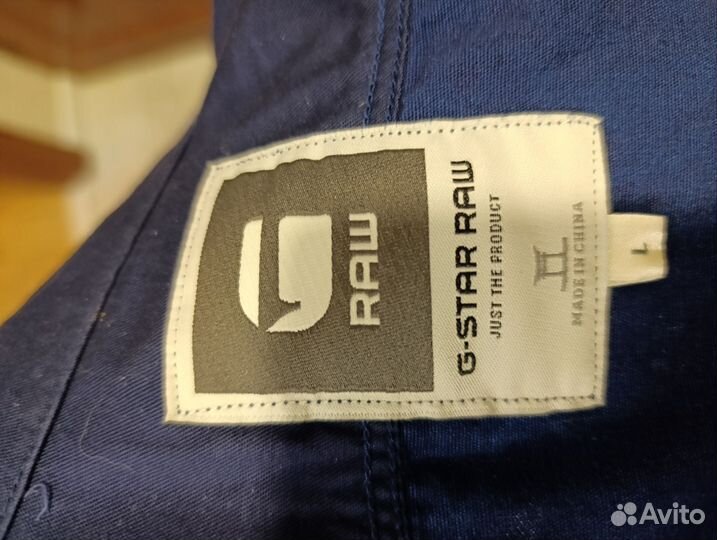 RAW
G-STAR RAW
JUST THE PRODUCT
MADE IN CHINA
L
Avito